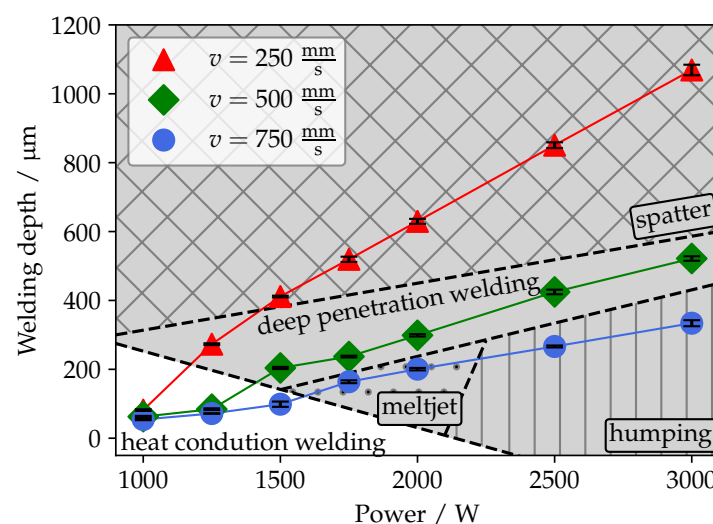 1200
1000
800
600
400
200
0
Welding depth / µm
v = 250 mm/s
v = 500 mm/s
v = 750 mm/s
spatter
deep penetration welding
meltjet
heat condution welding
humping
1000 1500 2000 2500 3000
Power / W